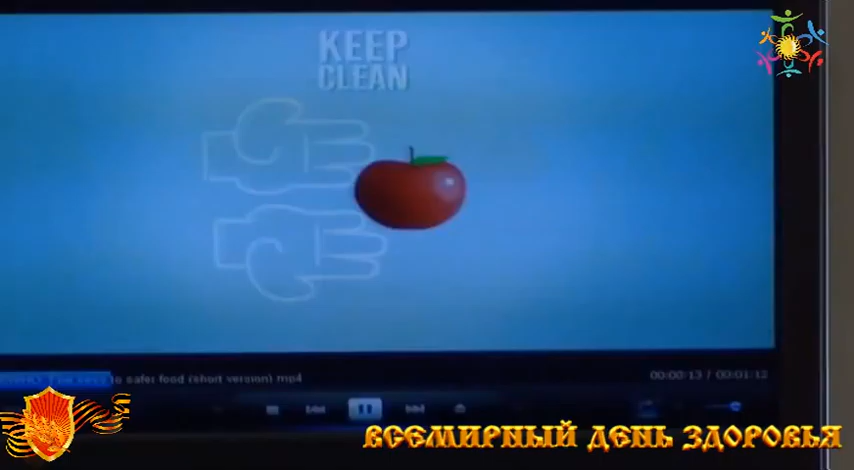 KEEP
CLEAN
to safer food (short version) mp4
00:00:13 / 00:01:12
ВСЕМИРНЫЙ ДЕНЬ ЗДОРОВЬЯ